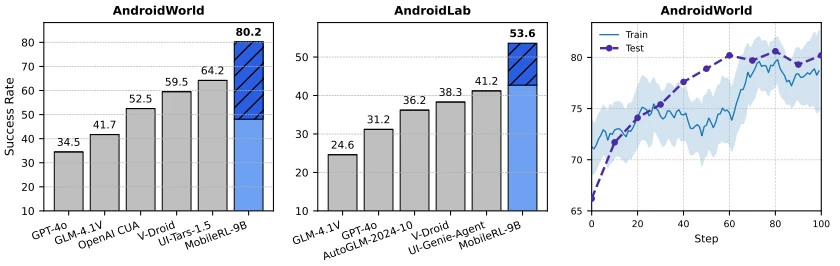 AndroidWorld
Success Rate
80
70
60
50
40
30
20
10
34.5
41.7
52.5
59.5
64.2
80.2
GPT-4o
GLM-4.1V
OpenAI CUA
V-Droid
UI-Tars-1.5
MobileRL-9B
AndroidLab
50
40
30
20
10
24.6
31.2
36.2
38.3
41.2
53.6
GLM-4.1V
GPT-4o
AutoGLM-2024-10
V-Droid
UI-Genie-Agent
MobileRL-9B
AndroidWorld
Train
Test
80
75
70
65
0
20
40
60
80
100
Step